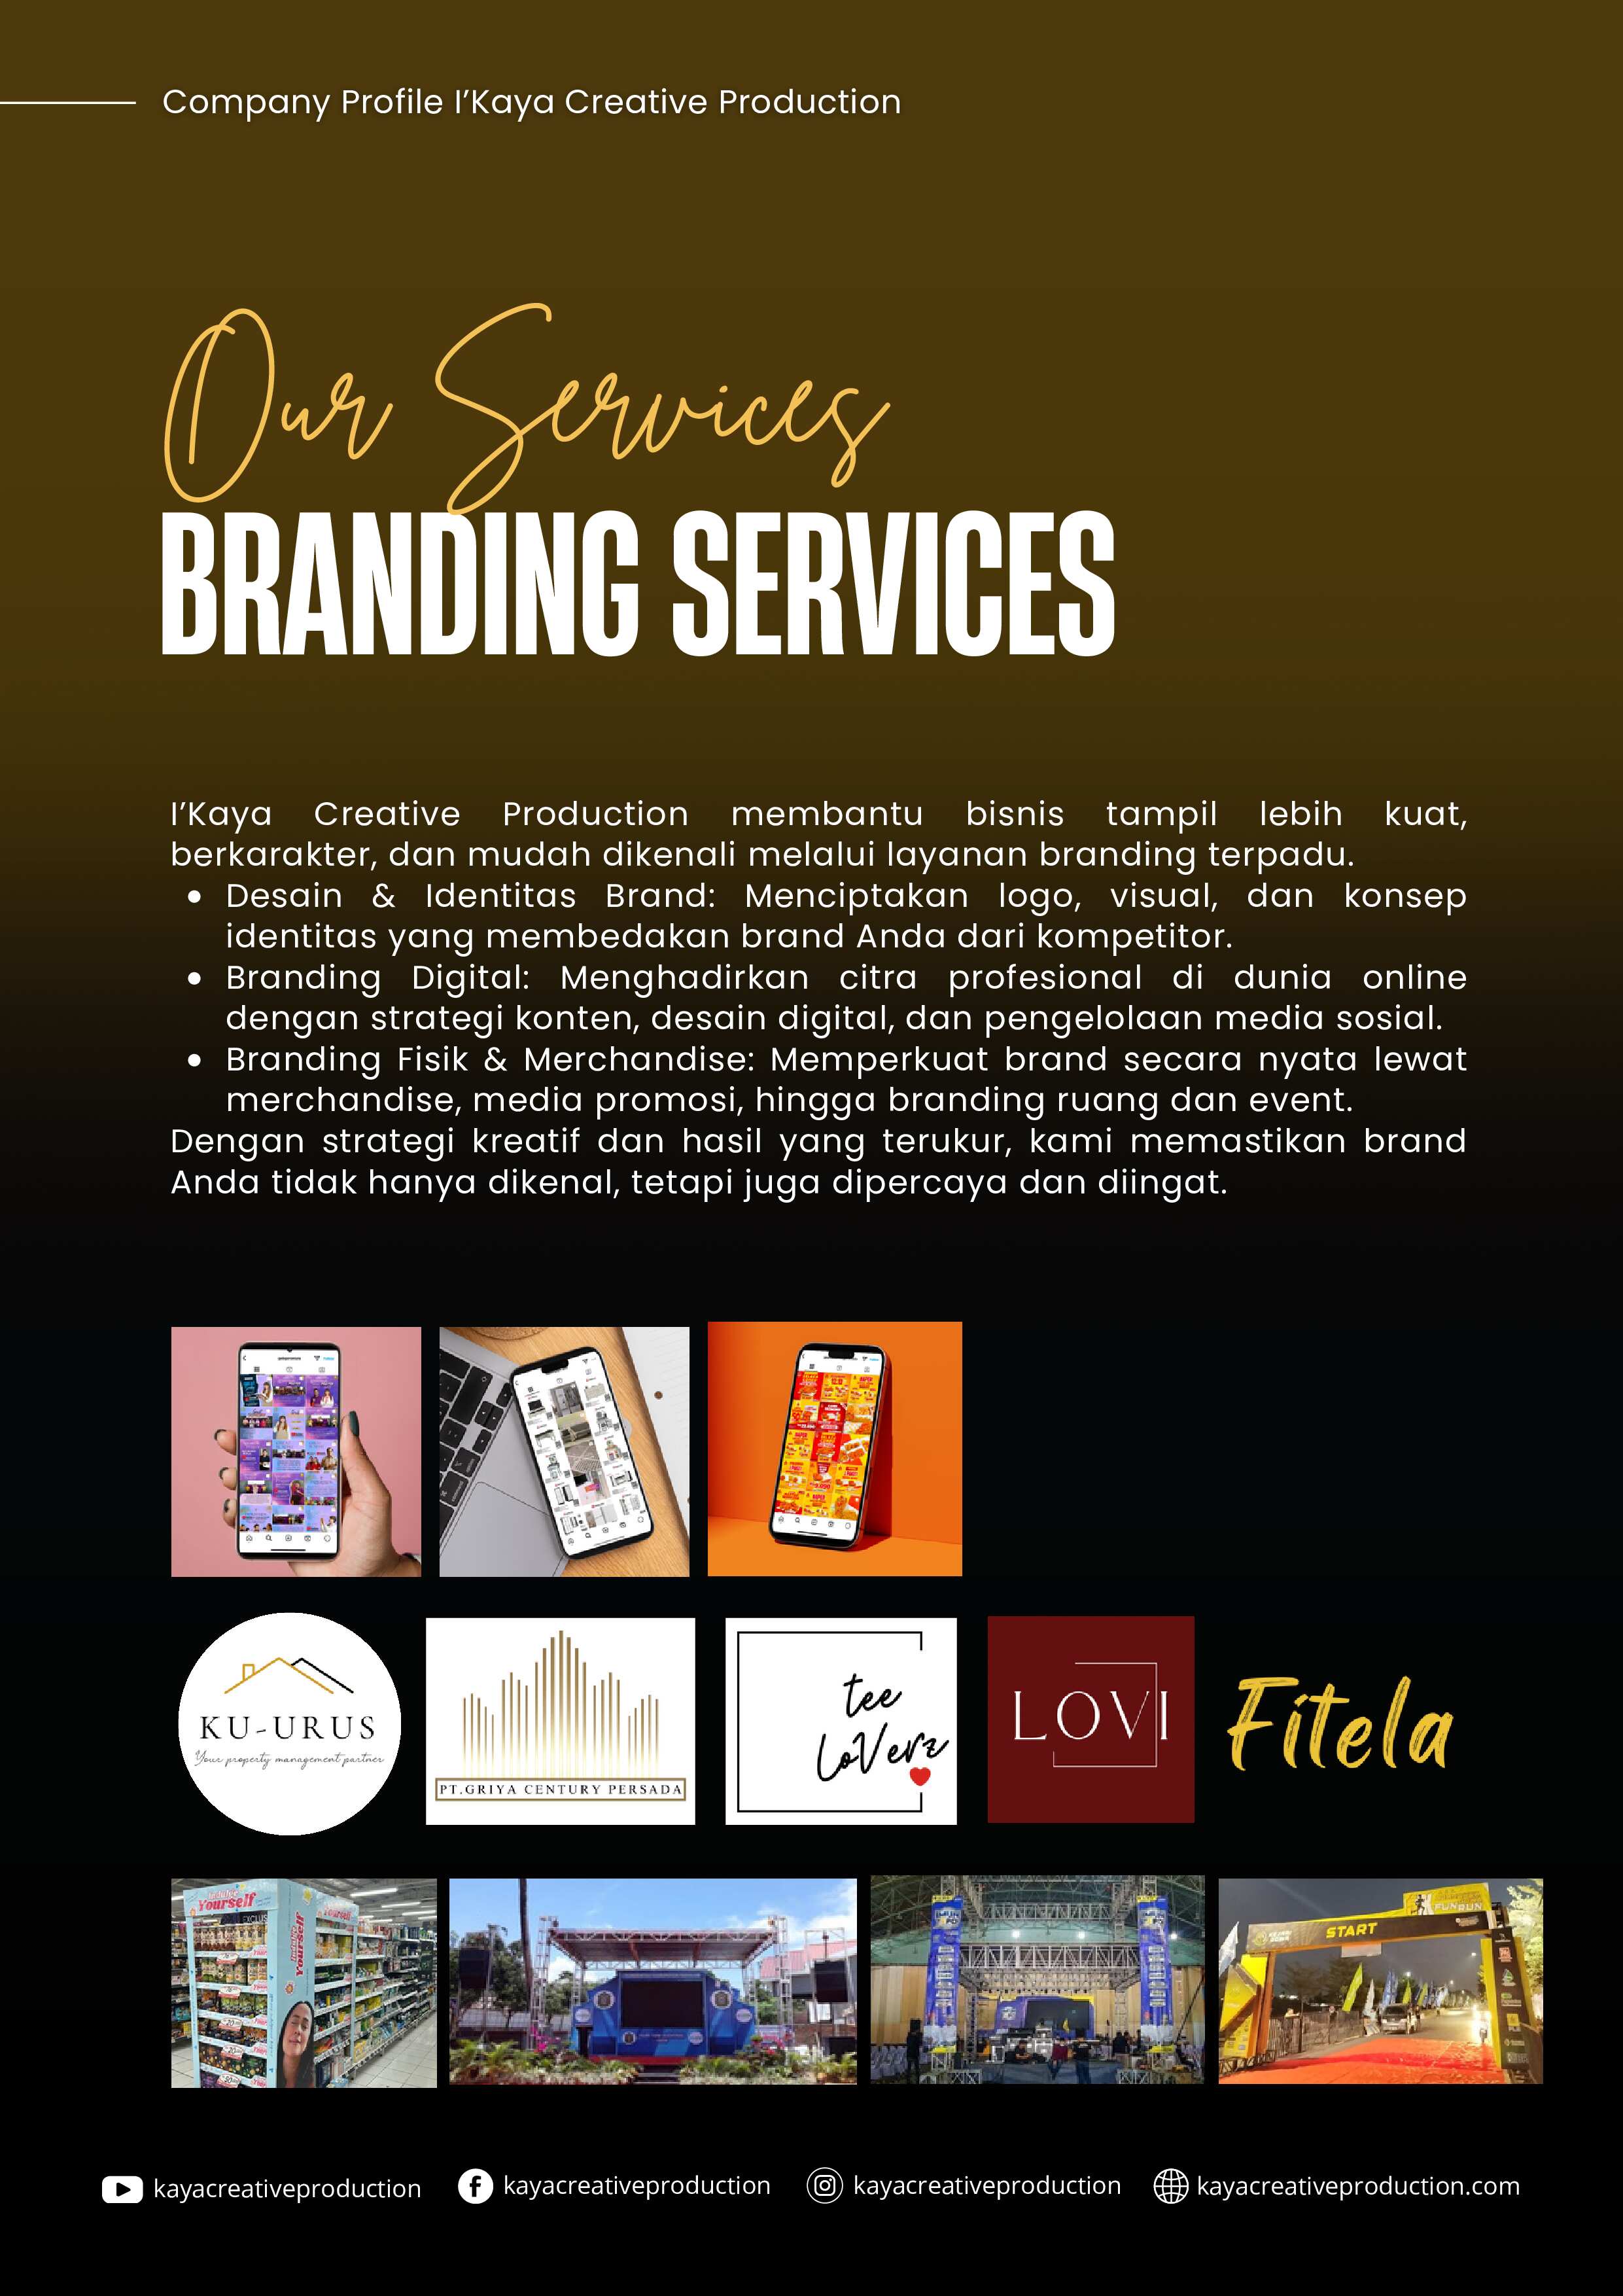 Company Profile I'Kaya Creative Production
Our Services
BRANDING SERVICES
I'Kaya Creative Production membantu bisnis tampil lebih kuat,
berkarakter, dan mudah dikenali melalui layanan branding terpadu.
• Desain & Identitas Brand: Menciptakan logo, visual, dan konsep
identitas yang membedakan brand Anda dari kompetitor.
• Branding Digital: Menghadirkan citra profesional di dunia online
dengan strategi konten, desain digital, dan pengelolaan media sosial.
• Branding Fisik & Merchandise: Memperkuat brand secara nyata lewat
merchandise, media promosi, hingga branding ruang dan event.
Dengan strategi kreatif dan hasil yang terukur, kami memastikan brand
Anda tidak hanya dikenal, tetapi juga dipercaya dan diingat.
KU-URUS
Your property management partner
PT.GRIYA CENTURY PERSADA
tee
LoVerz
LOVI
Fitela
Yourself
Yourself
START
FUN RUN
kayacreativeproduction
kayacreativeproduction
kayacreativeproduction
kayacreativeproduction.com